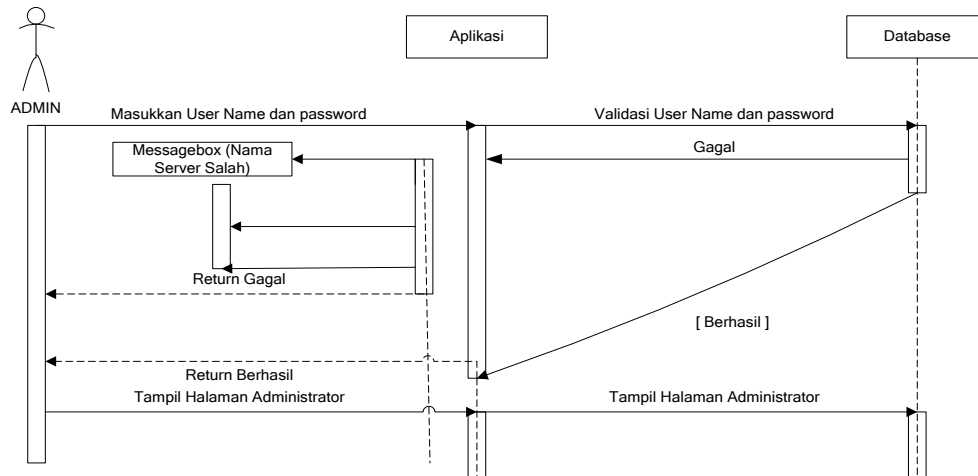 Aplikasi
Database
ADMIN
Masukkan User Name dan password
Validasi User Name dan password
Messagebox (Nama
Server Salah)
Gagal
Return Gagal
[ Berhasil ]
Return Berhasil
Tampil Halaman Administrator
Tampil Halaman Administrator